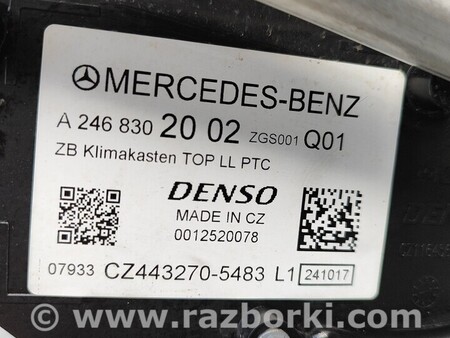 MERCEDES-BENZ
A 246 830 20 02 ZGS001 Q01
ZB Klimakasten TOP LL PTC
DENSO
MADE IN CZ
0012520078
07933 CZ443270-5483 L1 241017
© www.razborki.com